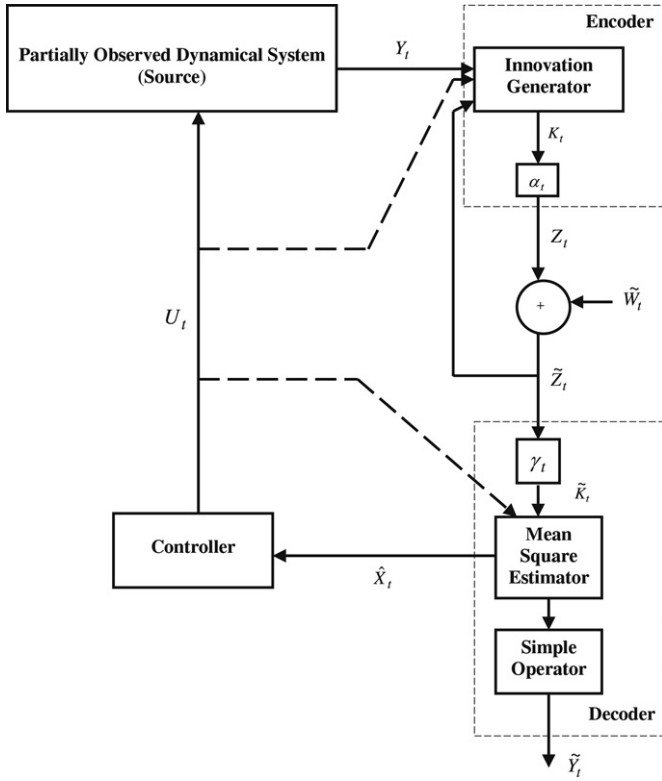 Encoder
Partially Observed Dynamical System
(Source)
Y_t
Innovation
Generator
K_t
α_t
Z_t
+
W̃_t
U_t
Z̃_t
γ_t
K̃_t
Controller
X̂_t
Mean
Square
Estimator
Simple
Operator
Decoder
Ỹ_t